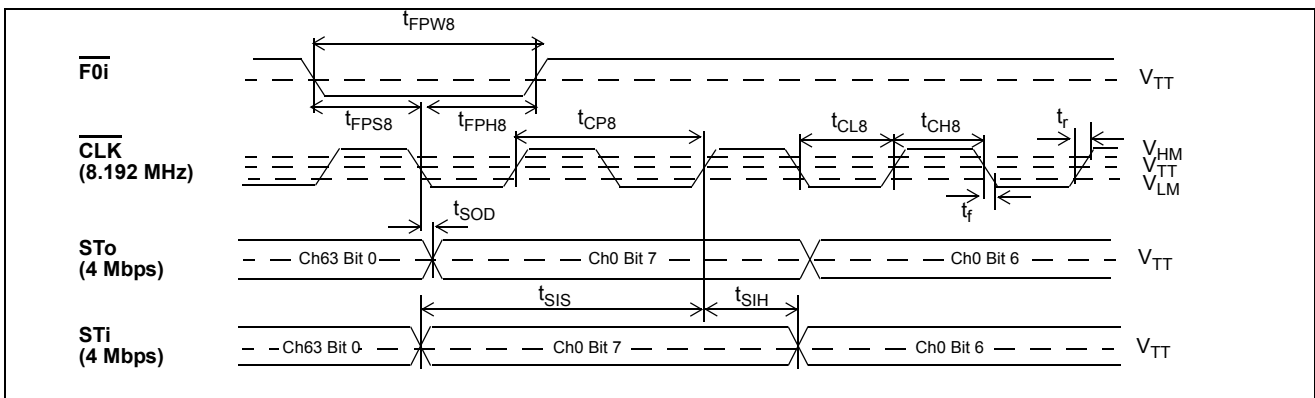 tFPW8
F0i
VTT
tFPS8
tFPH8
tCP8
tCL8
tCH8
tr
CLK
(8.192 MHz)
VHM
VTT
VLM
tf
tSOD
STo
(4 Mbps)
Ch63 Bit 0
Ch0 Bit 7
Ch0 Bit 6
VTT
tSIS
tSIH
STi
(4 Mbps)
Ch63 Bit 0
Ch0 Bit 7
Ch0 Bit 6
VTT